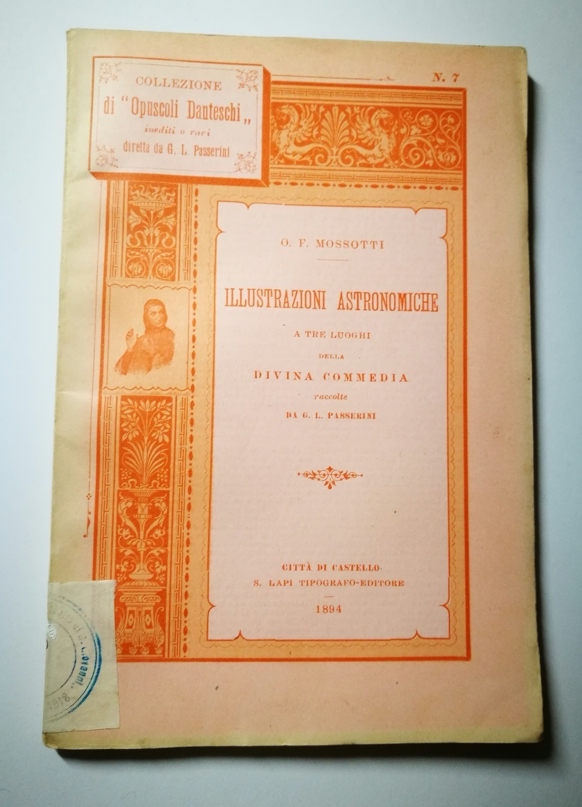 COLLEZIONE
di "Opuscoli Danteschi„
inediti o rari
diretta da G. L. Passerini
N. 7
O. F. MOSSOTTI
ILLUSTRAZIONI ASTRONOMICHE
A TRE LUOGHI
DELLA
DIVINA COMMEDIA
raccolte
DA G. L. PASSERINI
CITTÀ DI CASTELLO
S. LAPI TIPOGRAFO-EDITORE
1894